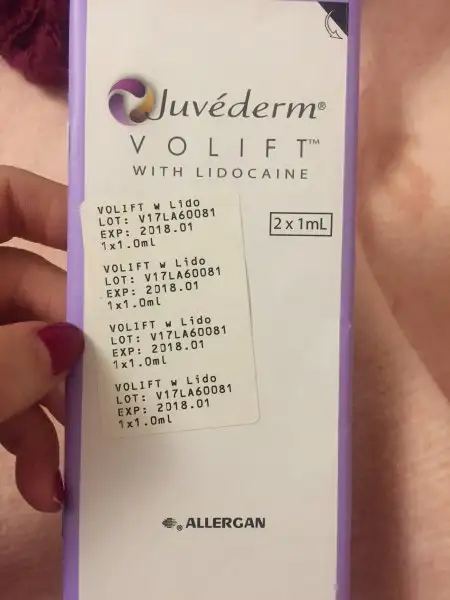 Juvéderm®
VOLIFT™
WITH LIDOCAINE
2 x 1mL
VOLIFT w Lido
LOT: V17LA60081
EXP: 2018.01
1x1.0ml
VOLIFT w Lido
LOT: V17LA60081
EXP: 2018.01
1x1.0ml
VOLIFT w Lido
LOT: V17LA60081
EXP: 2018.01
1x1.0ml
VOLIFT w Lido
LOT: V17LA60081
EXP: 2018.01
1x1.0ml
ALLERGAN